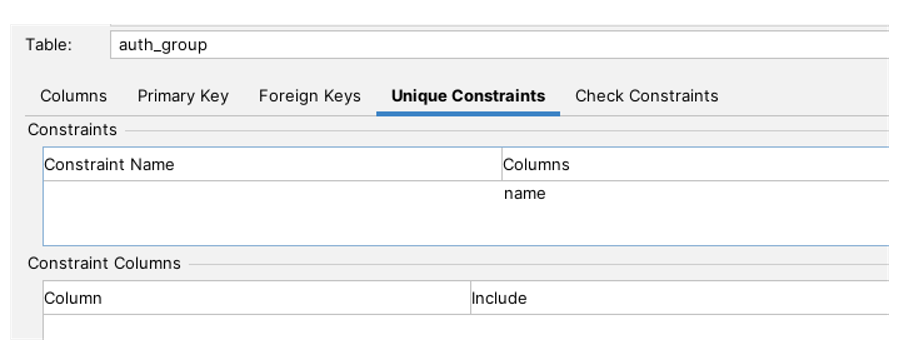 Table: auth_group
Columns Primary Key Foreign Keys Unique Constraints Check Constraints
Constraints
Constraint Name Columns
name
Constraint Columns
Column Include